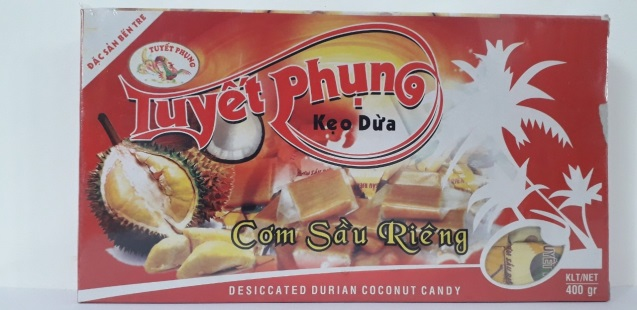 ĐẶC SẢN BẾN TRE
TUYẾT PHỤNG
Tuyết Phụng
Kẹo Dừa
Cơm Sầu Riêng
DESICCATED DURIAN COCONUT CANDY
KLT/NET
400 gr